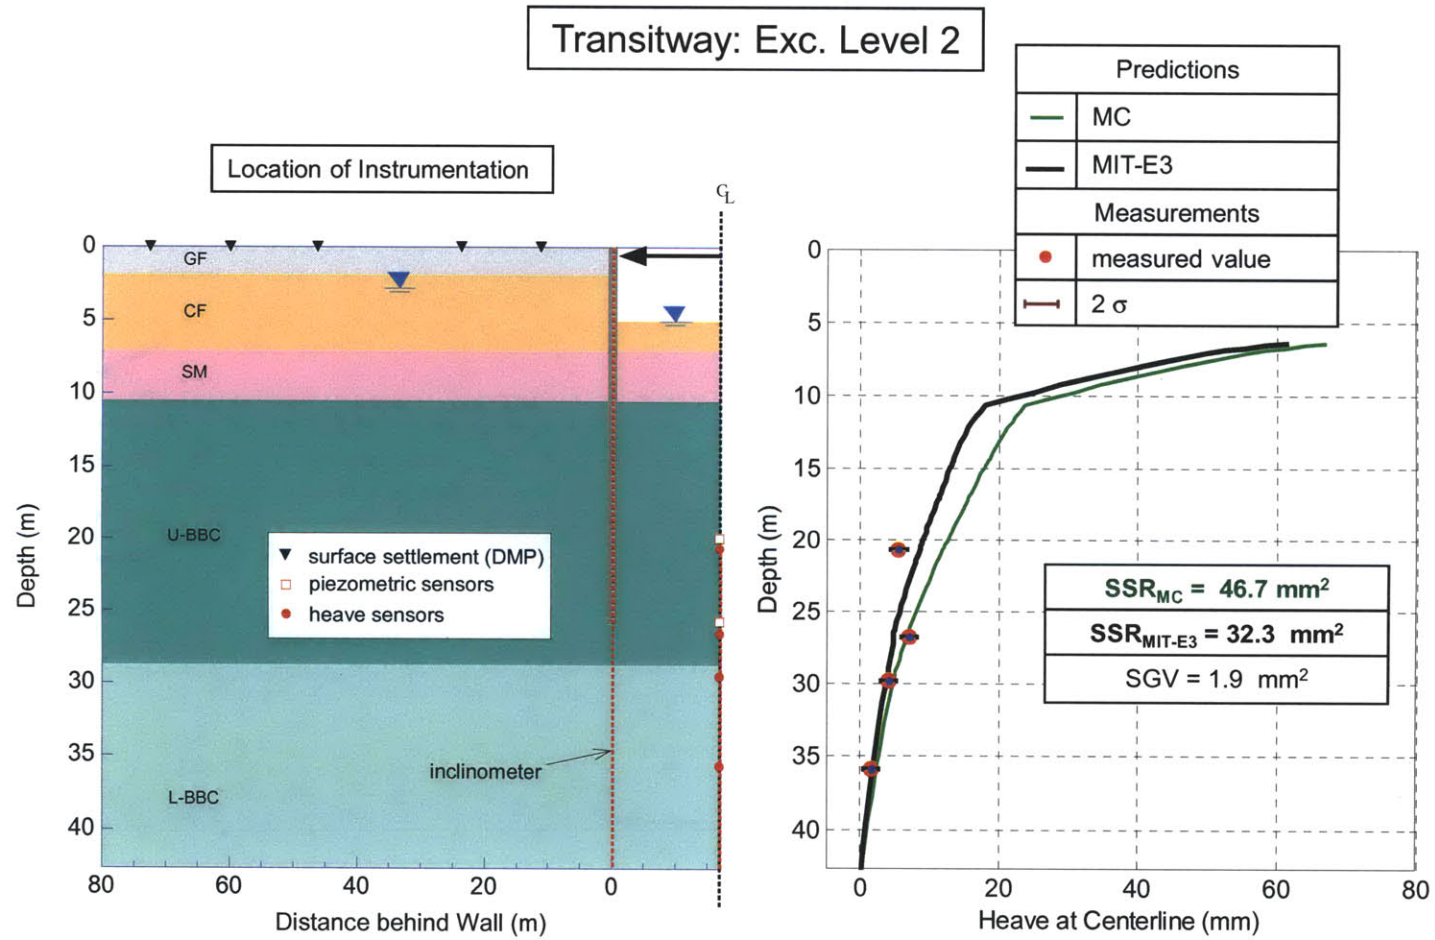 Transitway: Exc. Level 2
Predictions
MC
MIT-E3
Measurements
measured value
2 σ
Location of Instrumentation
CL
0
5
10
15
20
25
30
35
40
Depth (m)
GF
CF
SM
U-BBC
L-BBC
surface settlement (DMP)
piezometric sensors
heave sensors
inclinometer
80
60
40
20
0
Distance behind Wall (m)
0
5
10
15
20
25
30
35
40
Depth (m)
SSR_MC = 46.7 mm²
SSR_MIT-E3 = 32.3 mm²
SGV = 1.9 mm²
0
20
40
60
80
Heave at Centerline (mm)